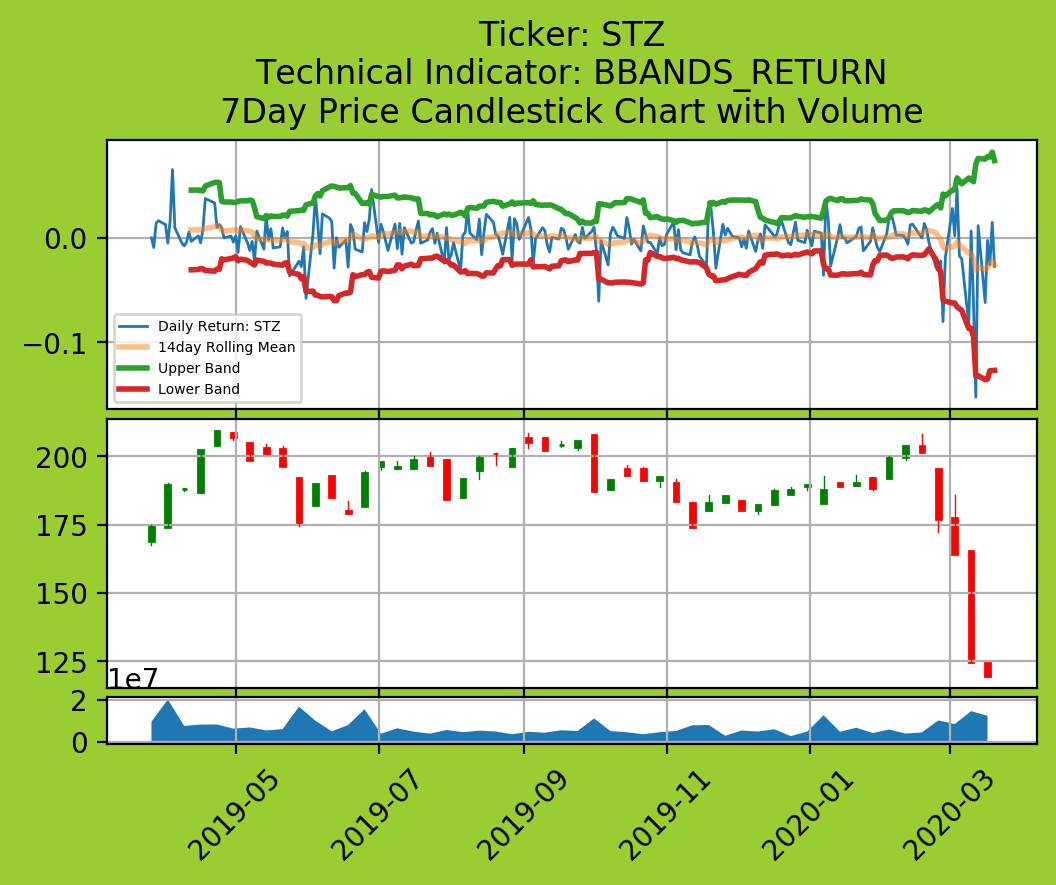 Ticker: STZ
Technical Indicator: BBANDS_RETURN
7Day Price Candlestick Chart with Volume
0.0
−0.1
Daily Return: STZ
14day Rolling Mean
Upper Band
Lower Band
200
175
150
125
1e7
2
0
2019-05
2019-07
2019-09
2019-11
2020-01
2020-03